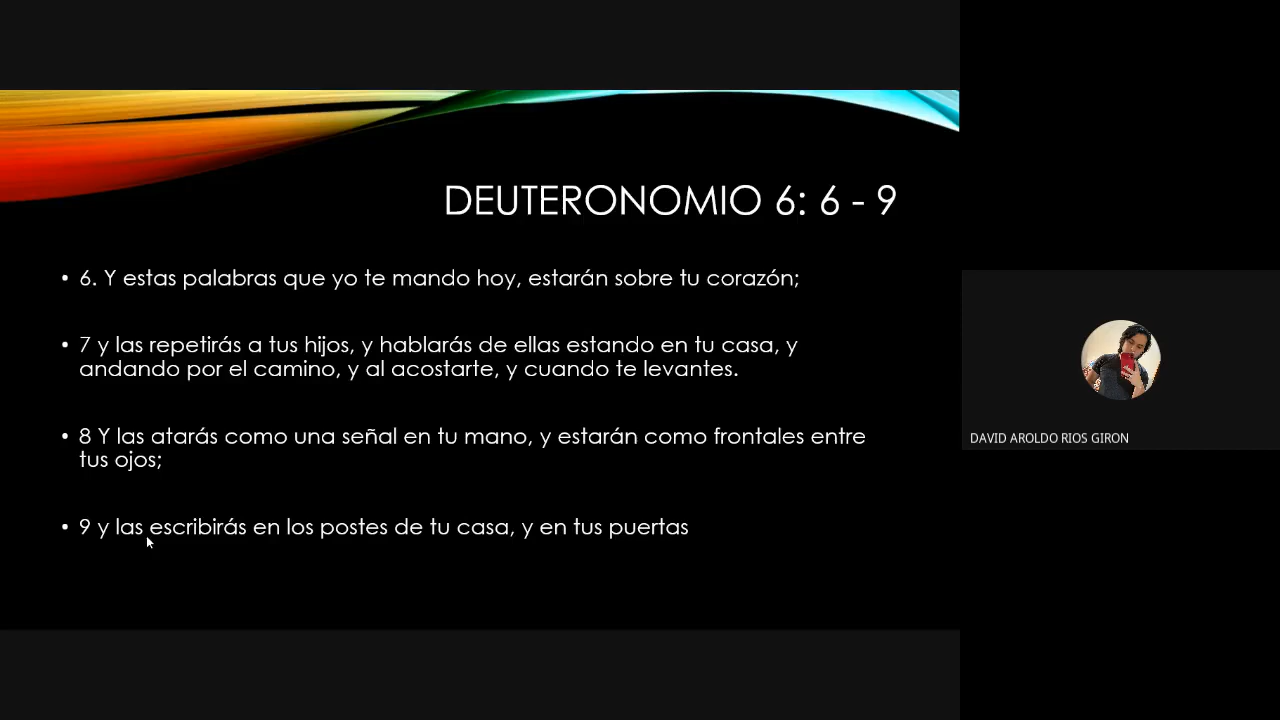 DEUTERONOMIO 6: 6 - 9
• 6. Y estas palabras que yo te mando hoy, estarán sobre tu corazón;
• 7 y las repetirás a tus hijos, y hablarás de ellas estando en tu casa, y
andando por el camino, y al acostarte, y cuando te levantes.
• 8 Y las atarás como una señal en tu mano, y estarán como frontales entre
tus ojos;
• 9 y las escribirás en los postes de tu casa, y en tus puertas
DAVID AROLDO RIOS GIRON